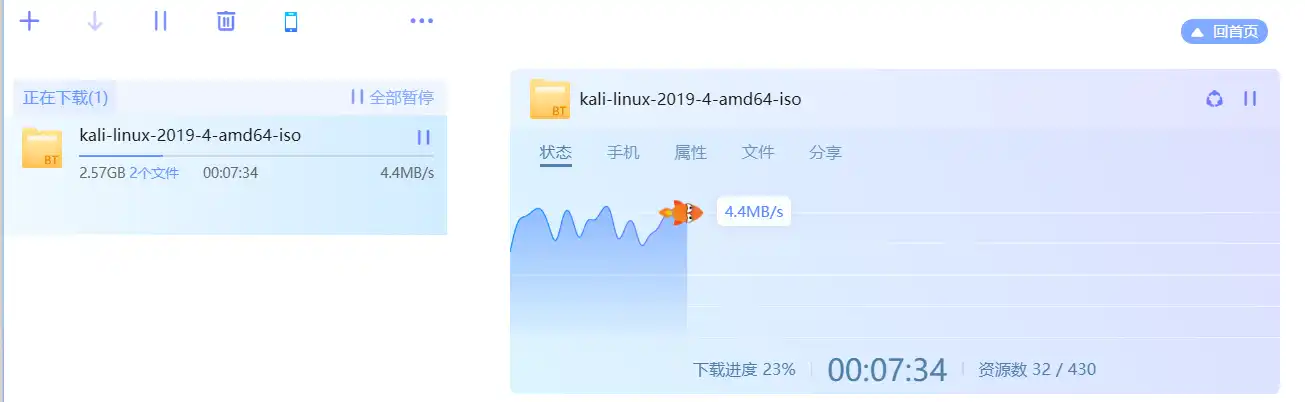 回首页
正在下载(1)
全部暂停
BT
kali-linux-2019-4-amd64-iso
2.57GB 2个文件 00:07:34 4.4MB/s
BT
kali-linux-2019-4-amd64-iso
状态 手机 属性 文件 分享
4.4MB/s
下载进度 23% 00:07:34 资源数 32 / 430